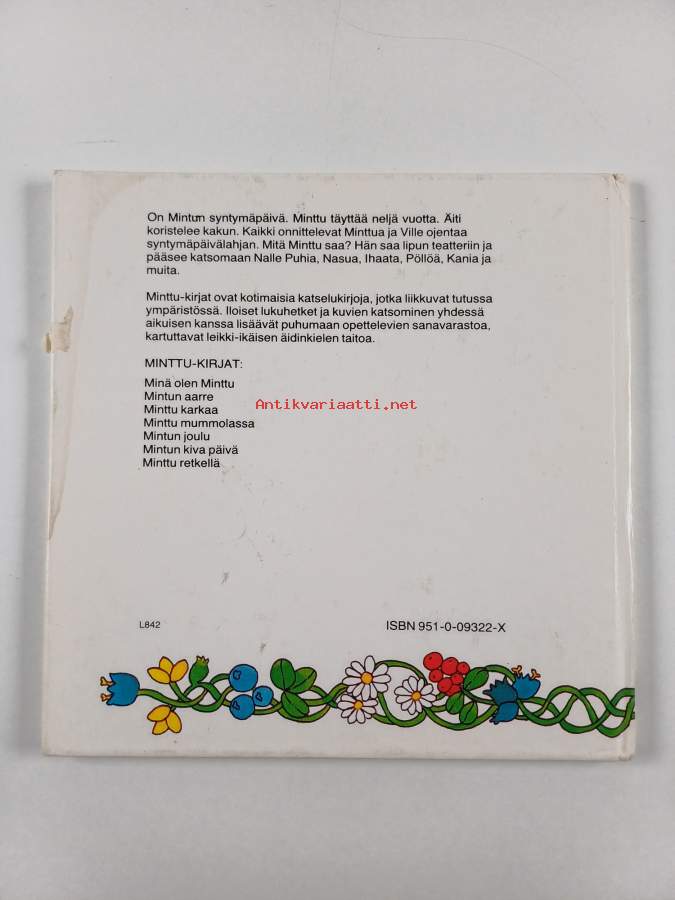 On Mintun syntymäpäivä. Minttu täyttää neljä vuotta. Äiti
koristelee kakun. Kaikki onnittelevat Minttua ja Ville ojentaa
syntymäpäivälahjan. Mitä Minttu saa? Hän saa lipun teatteriin ja
pääsee katsomaan Nalle Puhia, Nasua, Ihaata, Pöllöä, Kania ja
muita.
Minttu-kirjat ovat kotimaisia katselukirjoja, jotka liikkuvat tutussa
ympäristössä. Iloiset lukuhetket ja kuvien katsominen yhdessä
aikuisen kanssa lisäävät puhumaan opettelevien sanavarastoa,
kartuttavat leikki-ikäisen äidinkielen taitoa.
MINTTU-KIRJAT:
Minä olen Minttu
Mintun aarre
Minttu karkaa
Antikvariaatti.net
Minttu mummolassa
Mintun joulu
Mintun kiva päivä
Minttu retkellä
L842
ISBN 951-0-09322-X